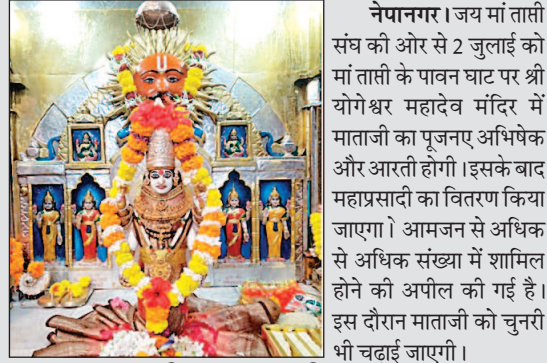 नेपानगर। जय मां ताप्ती
संघ की ओर से 2 जुलाई को
मां ताप्ती के पावन घाट पर श्री
योगेश्वर महादेव मंदिर में
माताजी का पूजनए अभिषेक
और आरती होगी।इसके बाद
महाप्रसादी का वितरण किया
जाएगा। आमजन से अधिक
से अधिक संख्या में शामिल
होने की अपील की गई है।
इस दौरान माताजी को चुनरी
भी चढाई जाएगी।